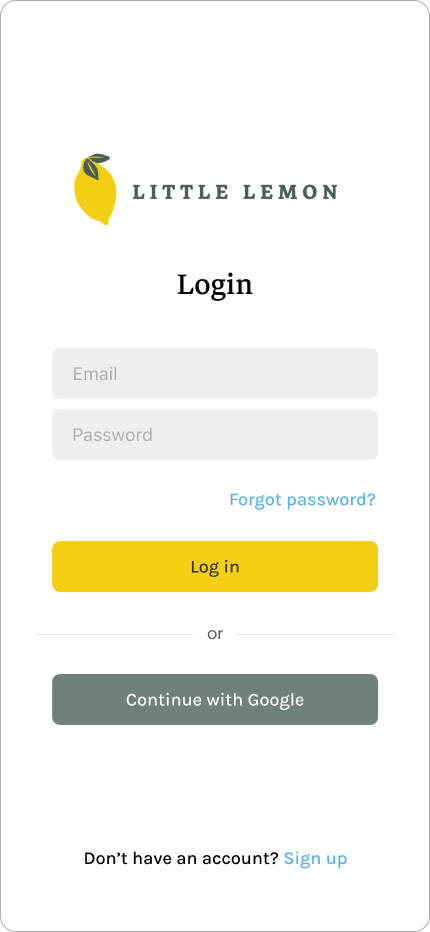 LITTLE LEMON
Login
Email
Password
Forgot password?
Log in
or
Continue with Google
Don’t have an account? Sign up